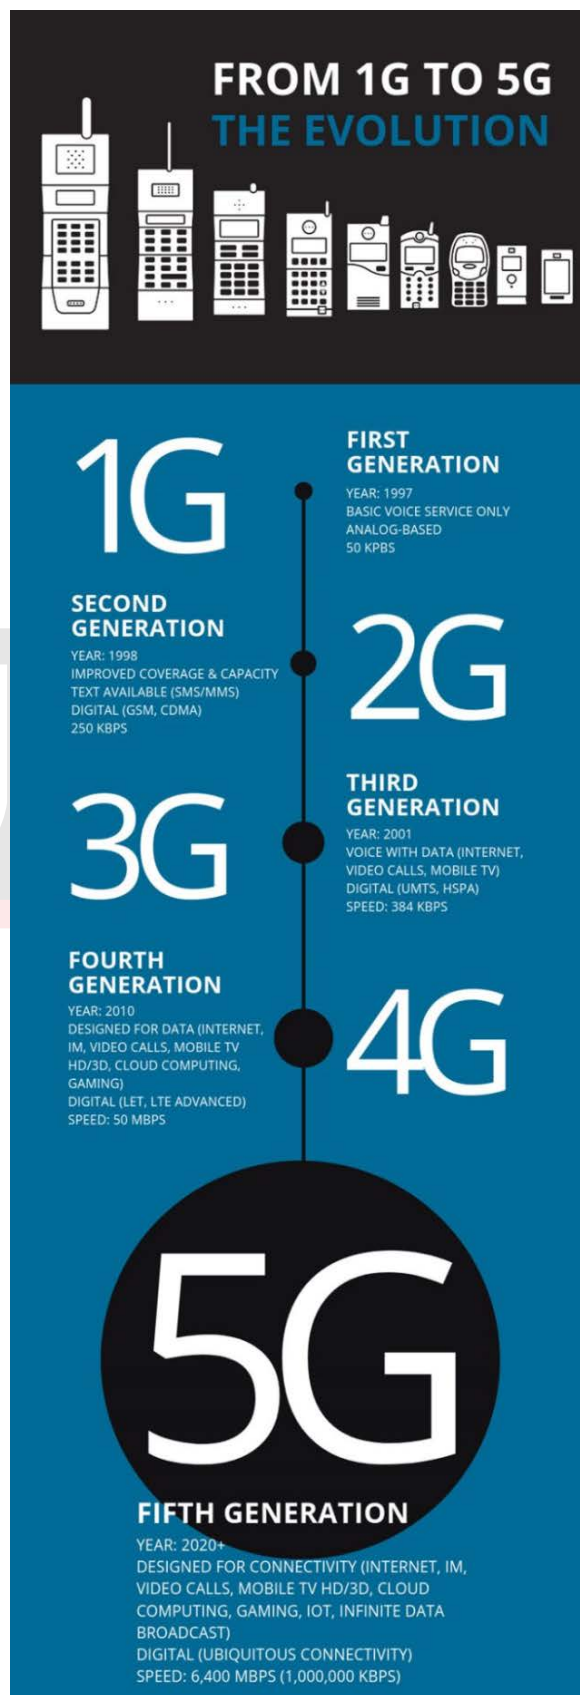 FROM 1G TO 5G
THE EVOLUTION
1G
FIRST
GENERATION
YEAR: 1997
BASIC VOICE SERVICE ONLY
ANALOG-BASED
50 KPBS
SECOND
GENERATION
YEAR: 1998
IMPROVED COVERAGE & CAPACITY
TEXT AVAILABLE (SMS/MMS)
DIGITAL (GSM, CDMA)
250 KBPS
2G
3G
THIRD
GENERATION
YEAR: 2001
VOICE WITH DATA (INTERNET,
VIDEO CALLS, MOBILE TV)
DIGITAL (UMTS, HSPA)
SPEED: 384 KBPS
FOURTH
GENERATION
YEAR: 2010
DESIGNED FOR DATA (INTERNET,
IM, VIDEO CALLS, MOBILE TV
HD/3D, CLOUD COMPUTING,
GAMING)
DIGITAL (LET, LTE ADVANCED)
SPEED: 50 MBPS
4G
5G
FIFTH GENERATION
YEAR: 2020+
DESIGNED FOR CONNECTIVITY (INTERNET, IM,
VIDEO CALLS, MOBILE TV HD/3D, CLOUD
COMPUTING, GAMING, IOT, INFINITE DATA
BROADCAST)
DIGITAL (UBIQUITOUS CONNECTIVITY)
SPEED: 6,400 MBPS (1,000,000 KBPS)